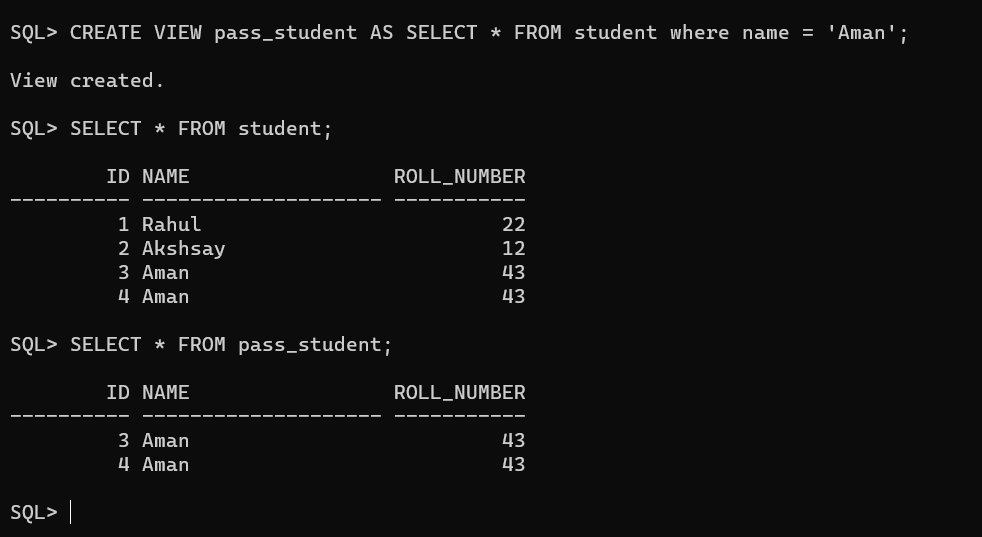 SQL> CREATE VIEW pass_student AS SELECT * FROM student where name = 'Aman';
View created.
SQL> SELECT * FROM student;
        ID NAME                 ROLL_NUMBER
---------- -------------------- -----------
         1 Rahul                         22
         2 Akshsay                       12
         3 Aman                          43
         4 Aman                          43
SQL> SELECT * FROM pass_student;
        ID NAME                 ROLL_NUMBER
---------- -------------------- -----------
         3 Aman                          43
         4 Aman                          43
SQL>